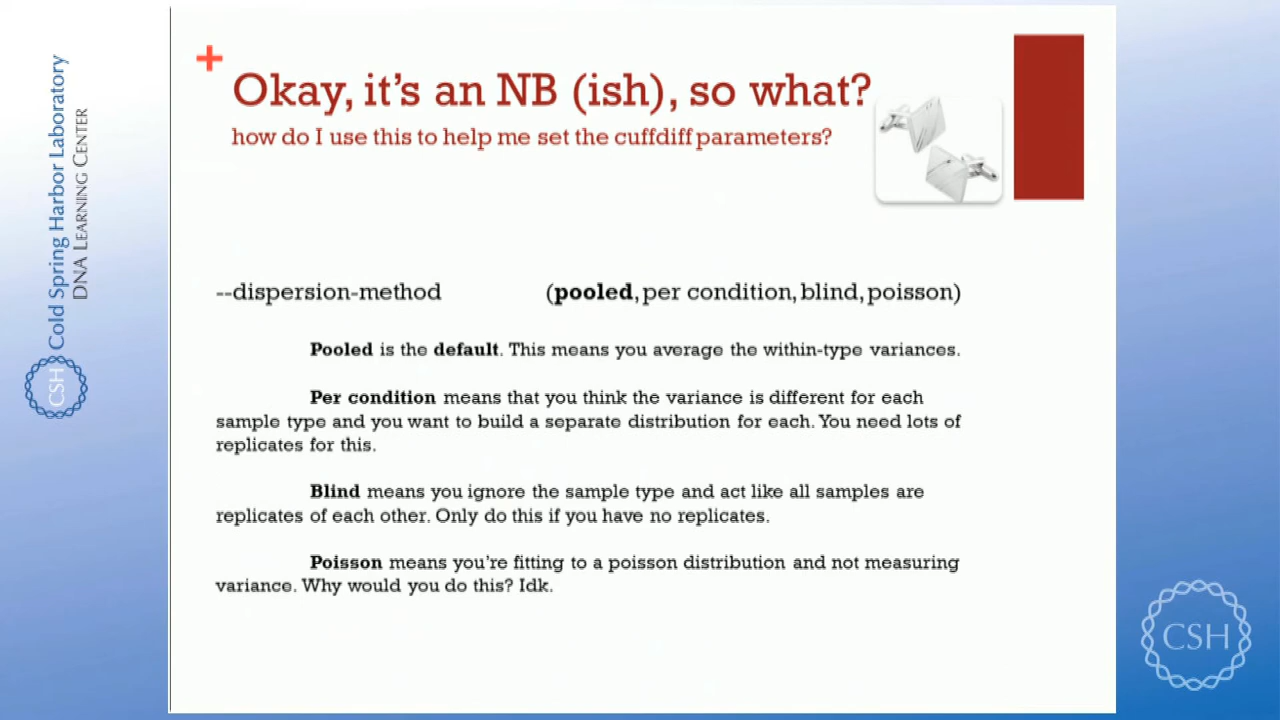 Cold Spring Harbor Laboratory
DNA LEARNING CENTER
CSH
+
Okay, it's an NB (ish), so what?
how do I use this to help me set the cuffdiff parameters?
--dispersion-method (pooled, per condition, blind, poisson)
Pooled is the default. This means you average the within-type variances.
Per condition means that you think the variance is different for each
sample type and you want to build a separate distribution for each. You need lots of
replicates for this.
Blind means you ignore the sample type and act like all samples are
replicates of each other. Only do this if you have no replicates.
Poisson means you're fitting to a poisson distribution and not measuring
variance. Why would you do this? Idk.
CSH